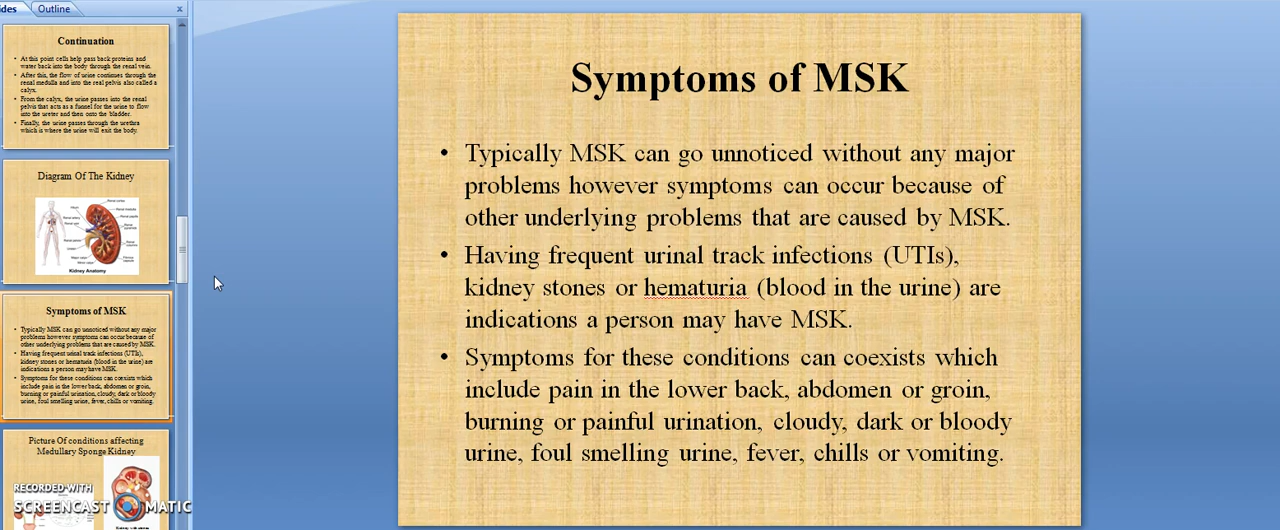 Outline
Continuation
• At this point cells help pass back proteins and
water back into the body through the renal vein.
• After this, the flow of urine continues through the
renal medulla and into the real pelvis also called a
calyx.
• From the calyx, the urine passes into the renal
pelvis that acts as a funnel for the urine to flow
into the ureter and then onto the bladder.
• Finally, the urine passes through the urethra
which is where the urine will exit the body.
Diagram Of The Kidney
Kidney Anatomy
Symptoms of MSK
• Typically MSK can go unnoticed without any major
problems however symptoms can occur because of
other underlying problems that are caused by MSK.
• Having frequent urinal track infections (UTIs),
kidney stones or hematuria (blood in the urine) are
indications a person may have MSK.
• Symptoms for these conditions can coexists which
include pain in the lower back, abdomen or groin,
burning or painful urination, cloudy, dark or bloody
urine, foul smelling urine, fever, chills or vomiting.
Picture Of conditions affecting
Medullary Sponge Kidney
RECORDED WITH
SCREENCAST MATIC
Symptoms of MSK
• Typically MSK can go unnoticed without any major
problems however symptoms can occur because of
other underlying problems that are caused by MSK.
• Having frequent urinal track infections (UTIs),
kidney stones or hematuria (blood in the urine) are
indications a person may have MSK.
• Symptoms for these conditions can coexists which
include pain in the lower back, abdomen or groin,
burning or painful urination, cloudy, dark or bloody
urine, foul smelling urine, fever, chills or vomiting.